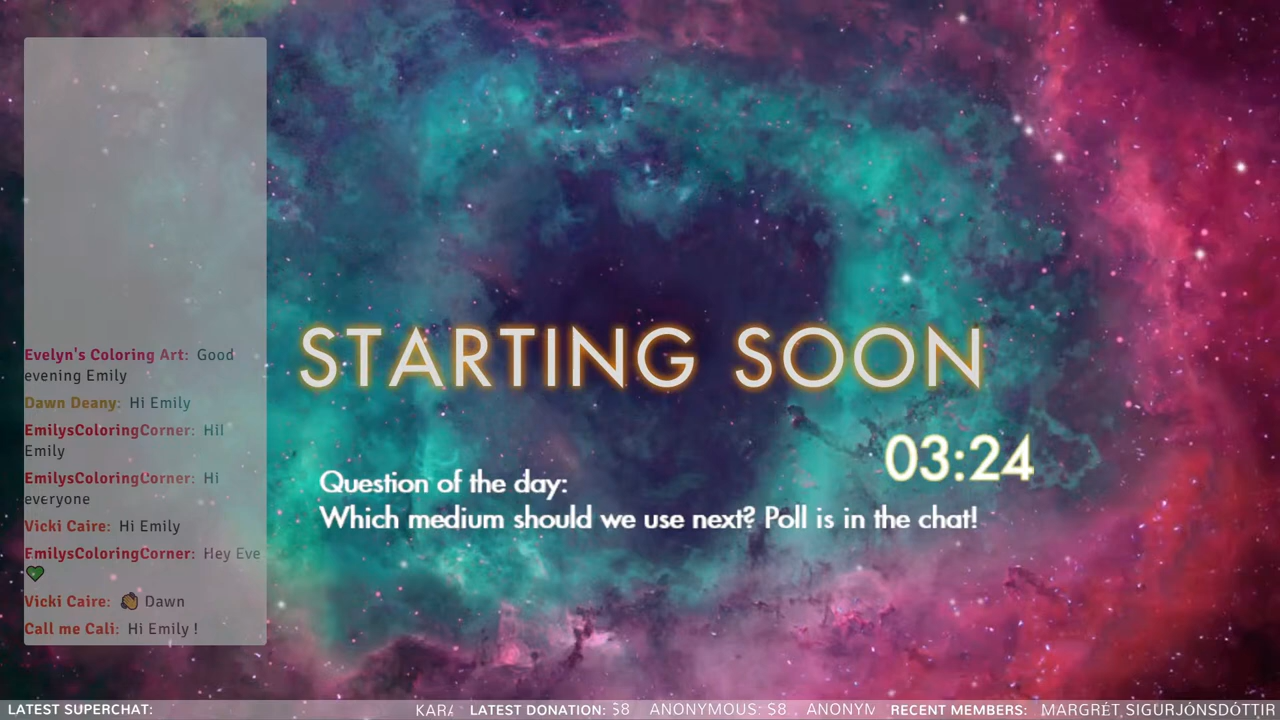 Evelyn's Coloring Art: Good
evening Emily
Dawn Deany: Hi Emily
EmilysColoringCorner: Hil
Emily
EmilysColoringCorner: Hi
everyone
Vicki Caire: Hi Emily
EmilysColoringCorner: Hey Eve
💚
Vicki Caire: 👋 Dawn
Call me Cali: Hi Emily !
STARTING SOON
03:24
Question of the day:
Which medium should we use next? Poll is in the chat!
LATEST SUPERCHAT: LATEST DONATION: $8 ANONYMOUS: $8 . ANONYM RECENT MEMBERS: MARGRÉT SIGURJÓNSDÓTTIR